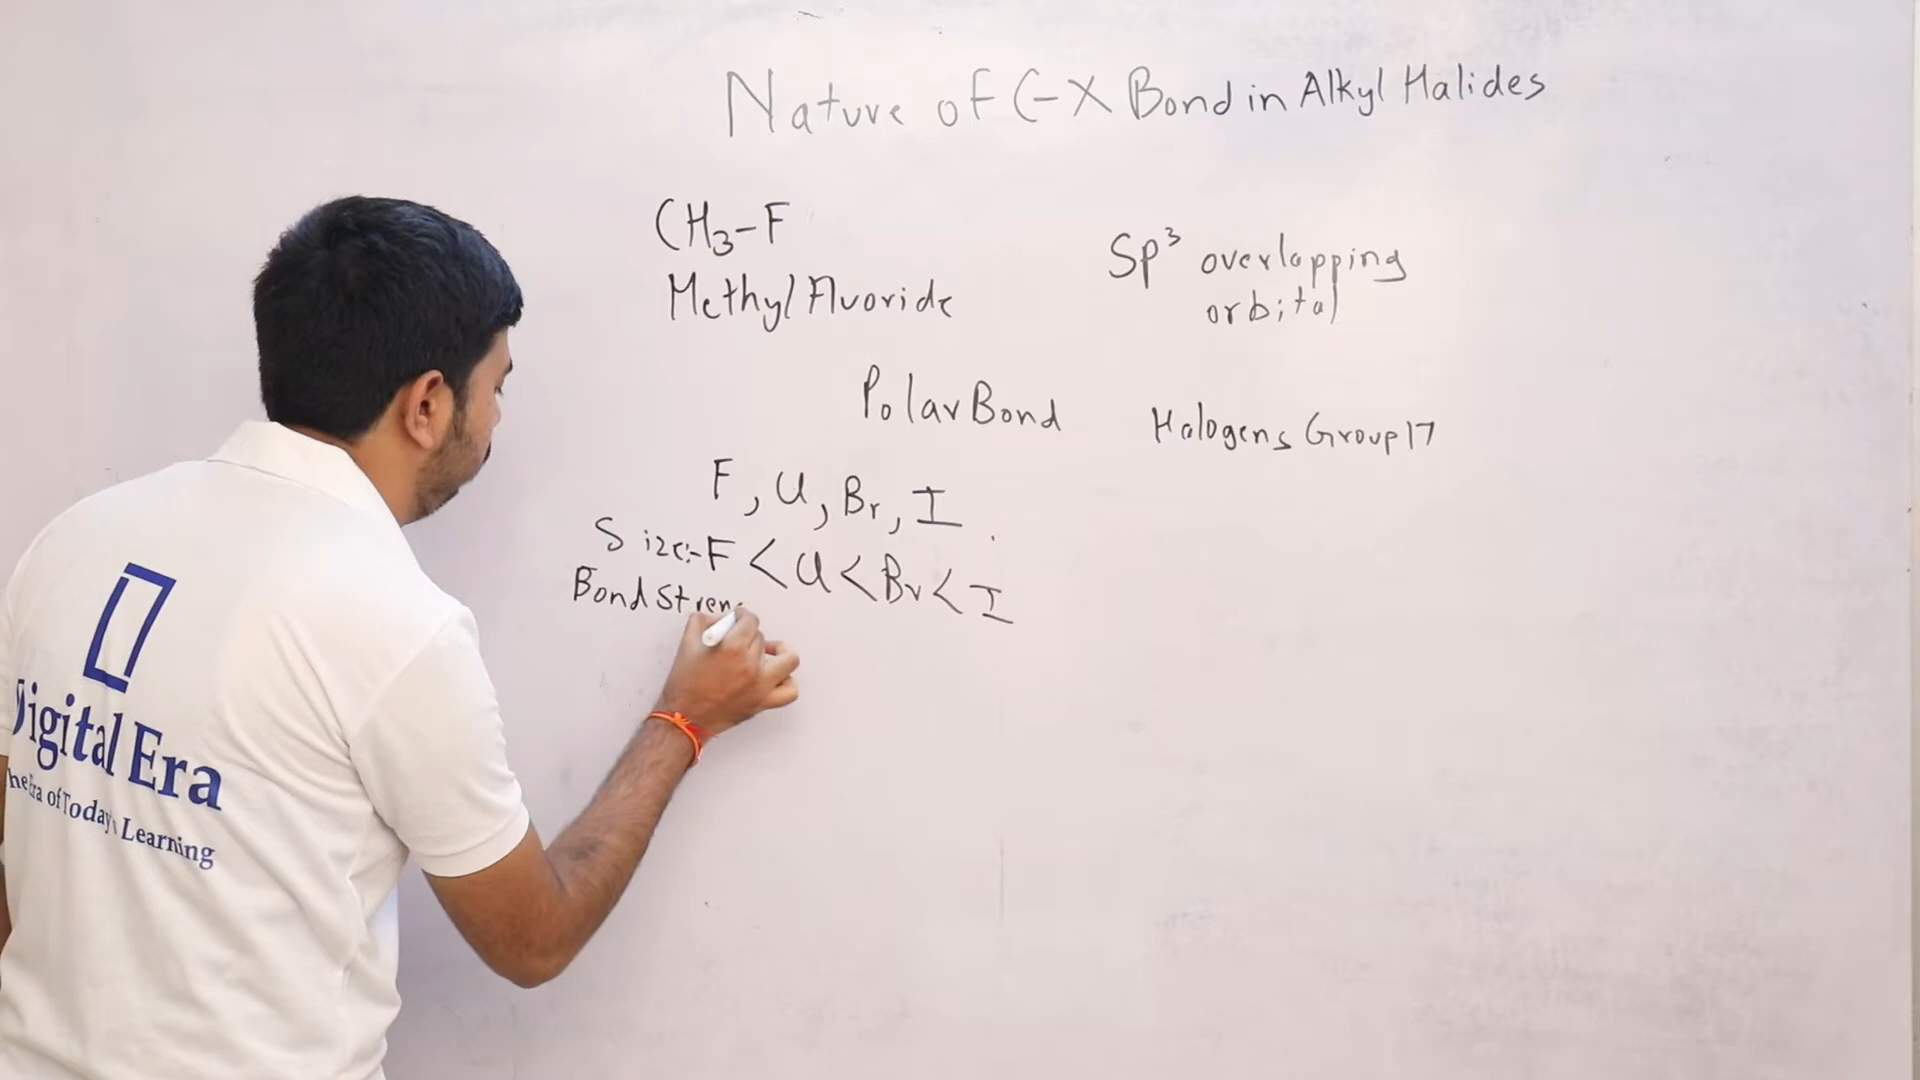 Nature of C-X Bond in Alkyl Halides
CH3-F
Methyl Fluoride
Sp³ overlapping
orbital
Polar Bond
Halogens Group 17
F, Cl, Br, I
Size:- F < Cl < Br < I
Bond Streng
Digital Era
The Era of Today's Learning